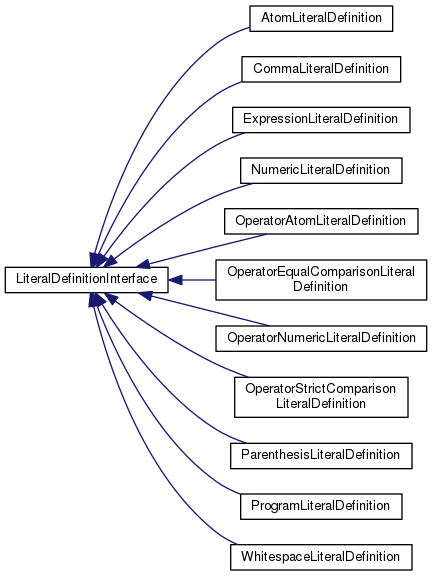 AtomLiteralDefinition
CommaLiteralDefinition
ExpressionLiteralDefinition
NumericLiteralDefinition
OperatorAtomLiteralDefinition
LiteralDefinitionInterface
OperatorEqualComparisonLiteral
Definition
OperatorNumericLiteralDefinition
OperatorStrictComparison
LiteralDefinition
ParenthesisLiteralDefinition
ProgramLiteralDefinition
WhitespaceLiteralDefinition